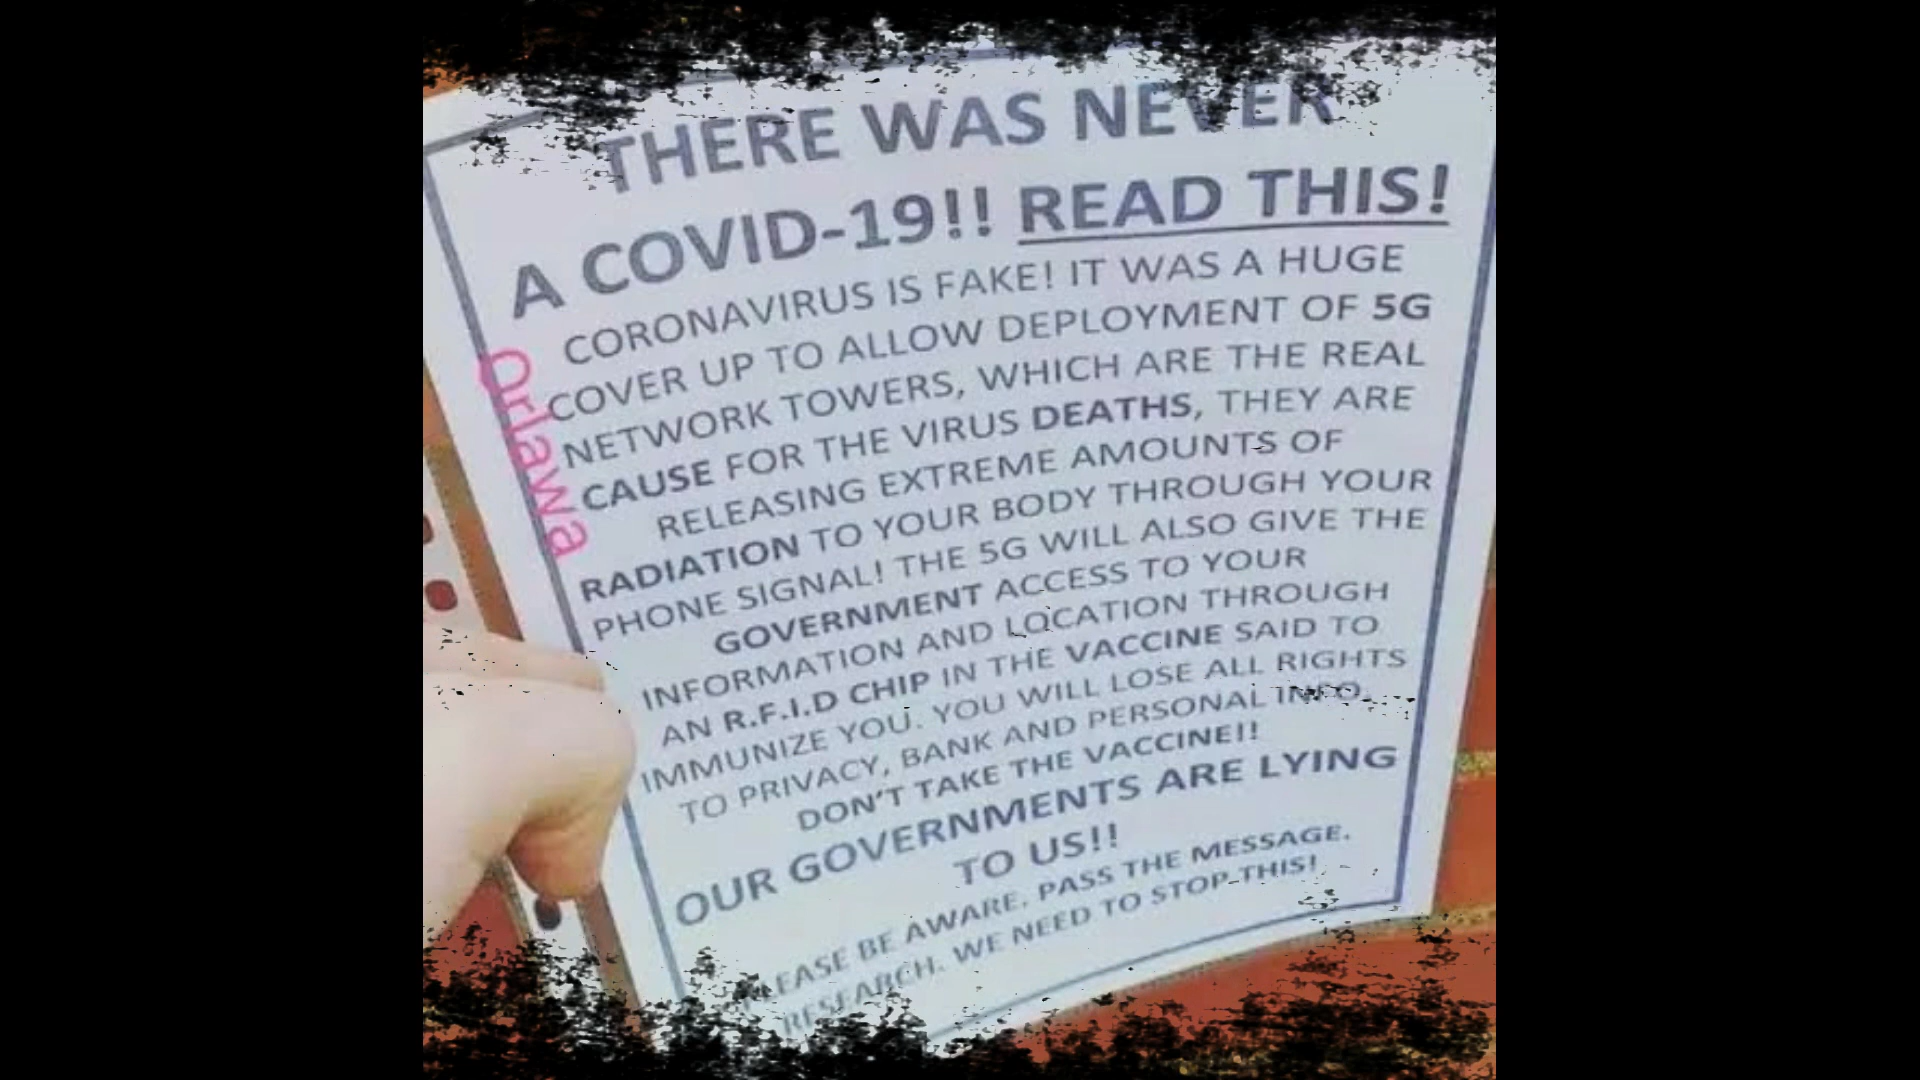 THERE WAS NEVER
A COVID-19!! READ THIS!
CORONAVIRUS IS FAKE! IT WAS A HUGE
COVER UP TO ALLOW DEPLOYMENT OF 5G
NETWORK TOWERS, WHICH ARE THE REAL
CAUSE FOR THE VIRUS DEATHS, THEY ARE
RELEASING EXTREME AMOUNTS OF
RADIATION TO YOUR BODY THROUGH YOUR
PHONE SIGNAL! THE 5G WILL ALSO GIVE THE
GOVERNMENT ACCESS TO YOUR
INFORMATION AND LOCATION THROUGH
AN R.F.I.D CHIP IN THE VACCINE SAID TO
IMMUNIZE YOU. YOU WILL LOSE ALL RIGHTS
TO PRIVACY, BANK AND PERSONAL INFO.
DON'T TAKE THE VACCINE!!
OUR GOVERNMENTS ARE LYING
TO US!!
PLEASE BE AWARE. PASS THE MESSAGE.
RESEARCH. WE NEED TO STOP THIS!
Orlawa